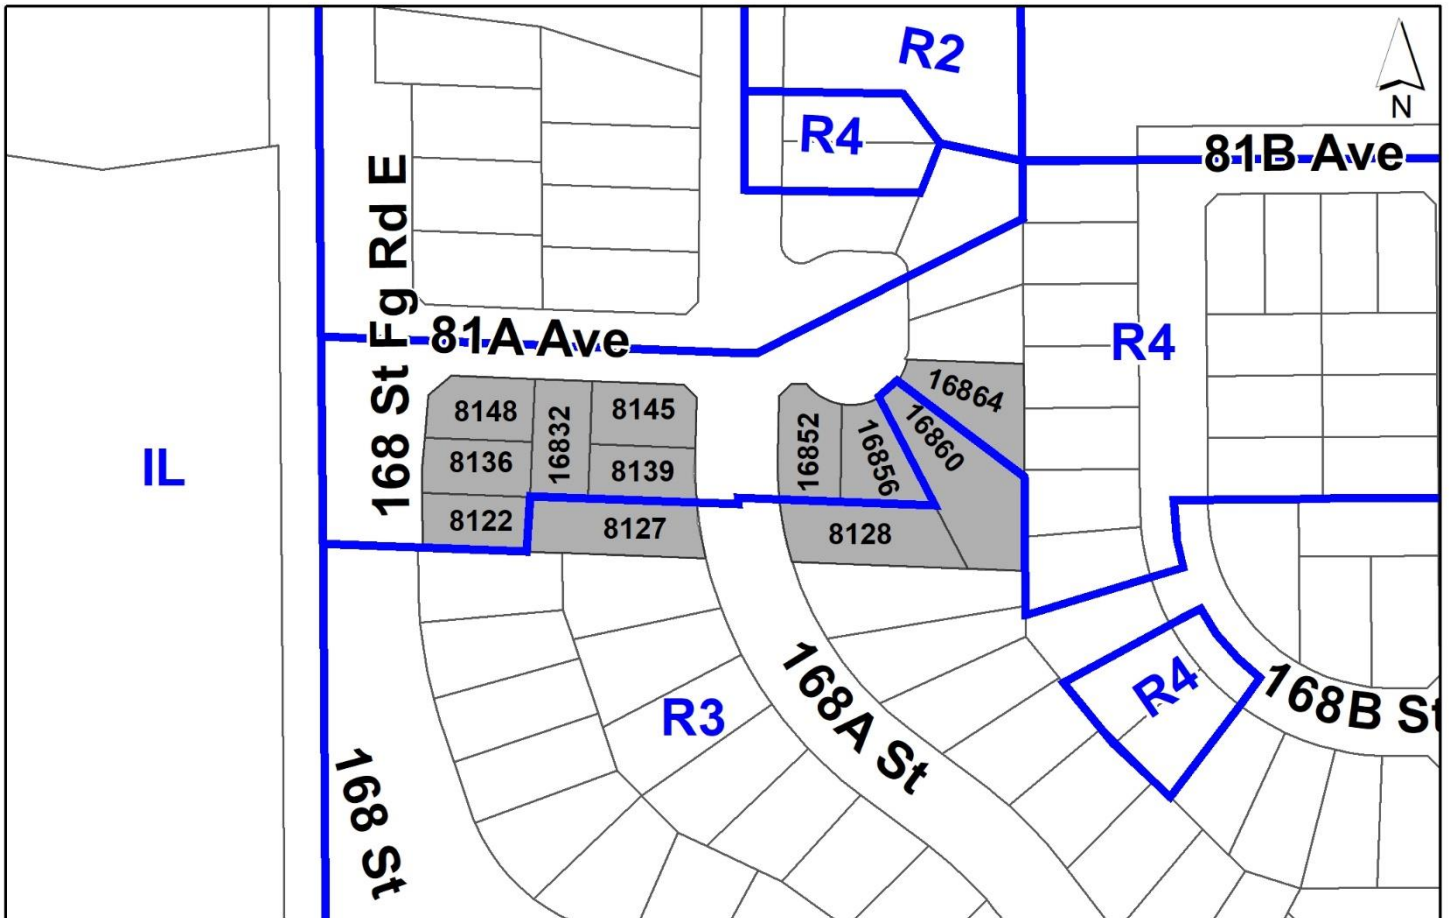 R2
N
R4
81B Ave
168 St Fg Rd E
81A Ave
R4
16864
8148
16832
8145
16852
16856
16860
8136
8139
IL
8122
8127
8128
R4
168B St
R3
168A St
168 St